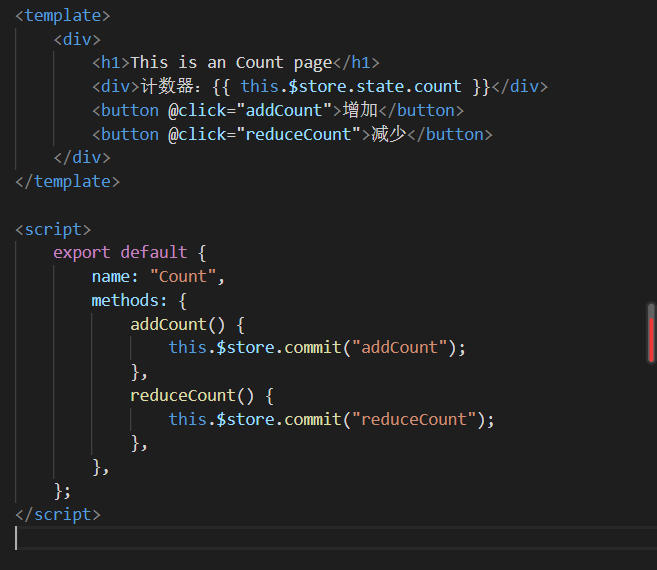 <template>
<div>
<h1>This is an Count page</h1>
<div>计数器：{{ this.$store.state.count }}</div>
<button @click="addCount">增加</button>
<button @click="reduceCount">减少</button>
</div>
</template>
<script>
export default {
name: "Count",
methods: {
addCount() {
this.$store.commit("addCount");
},
reduceCount() {
this.$store.commit("reduceCount");
},
},
};
</script>